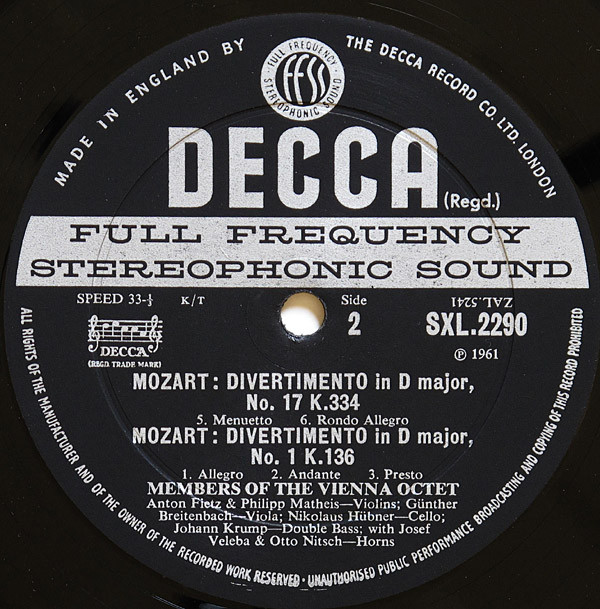 MADE IN ENGLAND BY
THE DECCA RECORD CO. LTD. LONDON
FULL FREQUENCY
FFSS
STEREOPHONIC SOUND
DECCA (Regd.)
FULL FREQUENCY
STEREOPHONIC SOUND
SPEED 33-⅓ K/T
Side
2
ZAL.5241
SXL.2290
DECCA
(REGD. TRADE MARK)
℗ 1961
MOZART: DIVERTIMENTO in D major,
No. 17 K.334
5. Menuetto 6. Rondo Allegro
MOZART: DIVERTIMENTO in D major,
No. 1 K.136
1. Allegro 2. Andante 3. Presto
MEMBERS OF THE VIENNA OCTET
Anton Fietz & Philipp Matheis—Violins; Günther
Breitenbach—Viola; Nikolaus Hübner—Cello;
Johann Krump—Double Bass; with Josef
Veleba & Otto Nitsch—Horns
ALL RIGHTS OF THE MANUFACTURER AND OF THE OWNER OF THE RECORDED WORK RESERVED · UNAUTHORISED PUBLIC PERFORMANCE BROADCASTING AND COPYING OF THIS RECORD PROHIBITED